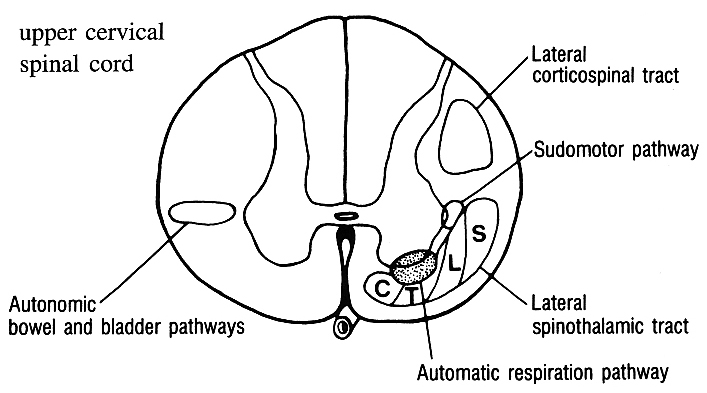 upper cervical
spinal cord
Lateral
corticospinal tract
Sudomotor pathway
S
L
C
T
Autonomic
bowel and bladder pathways
Lateral
spinothalamic tract
Automatic respiration pathway